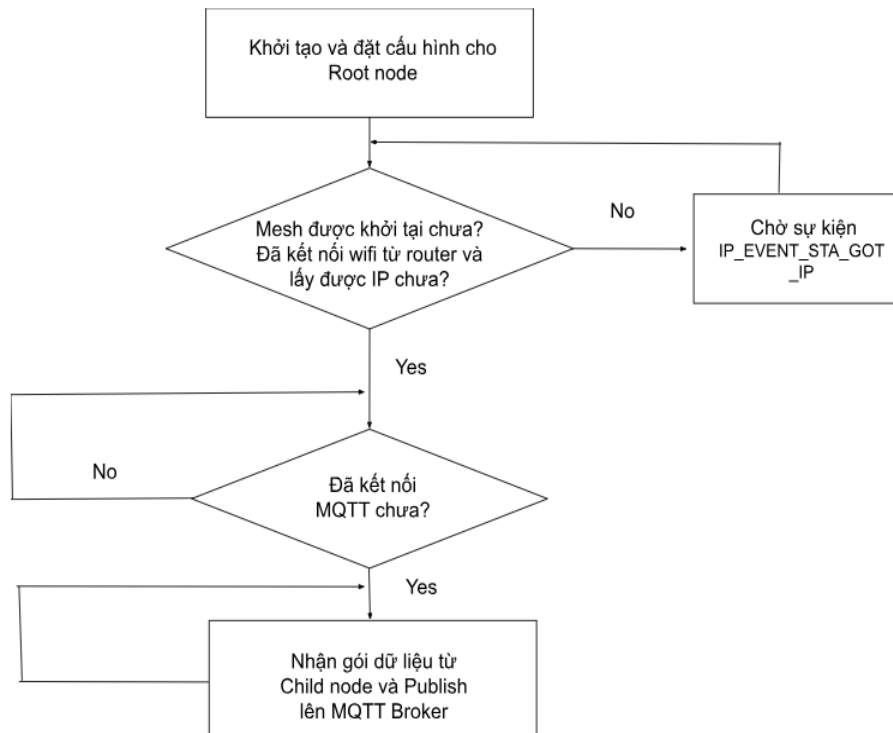 Khởi tạo và đặt cấu hình cho
Root node
Mesh được khởi tại chưa?
Đã kết nối wifi từ router và
lấy được IP chưa?
No
Chờ sự kiện
IP_EVENT_STA_GOT
_IP
Yes
No
Đã kết nối
MQTT chưa?
Yes
Nhận gói dữ liệu từ
Child node và Publish
lên MQTT Broker